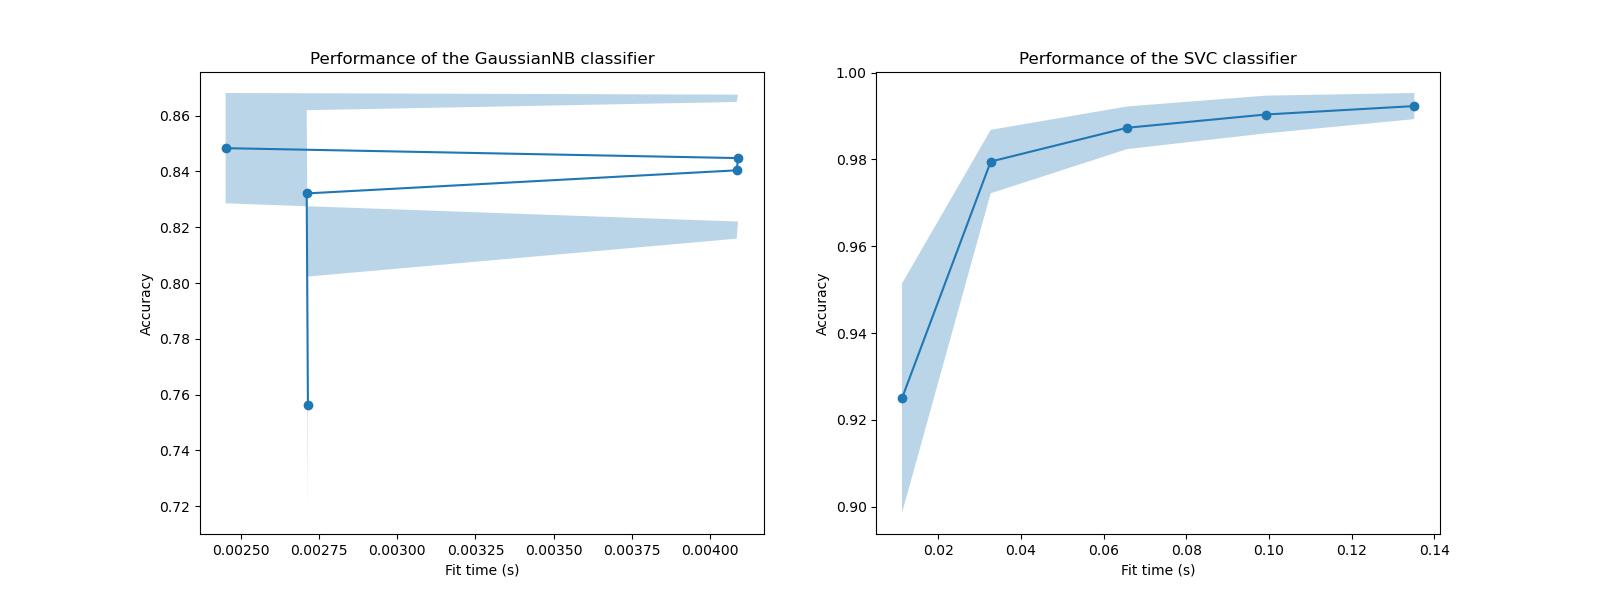 Performance of the GaussianNB classifier
Accuracy
0.86
0.84
0.82
0.80
0.78
0.76
0.74
0.72
0.00250 0.00275 0.00300 0.00325 0.00350 0.00375 0.00400
Fit time (s)
Performance of the SVC classifier
Accuracy
1.00
0.98
0.96
0.94
0.92
0.90
0.02 0.04 0.06 0.08 0.10 0.12 0.14
Fit time (s)